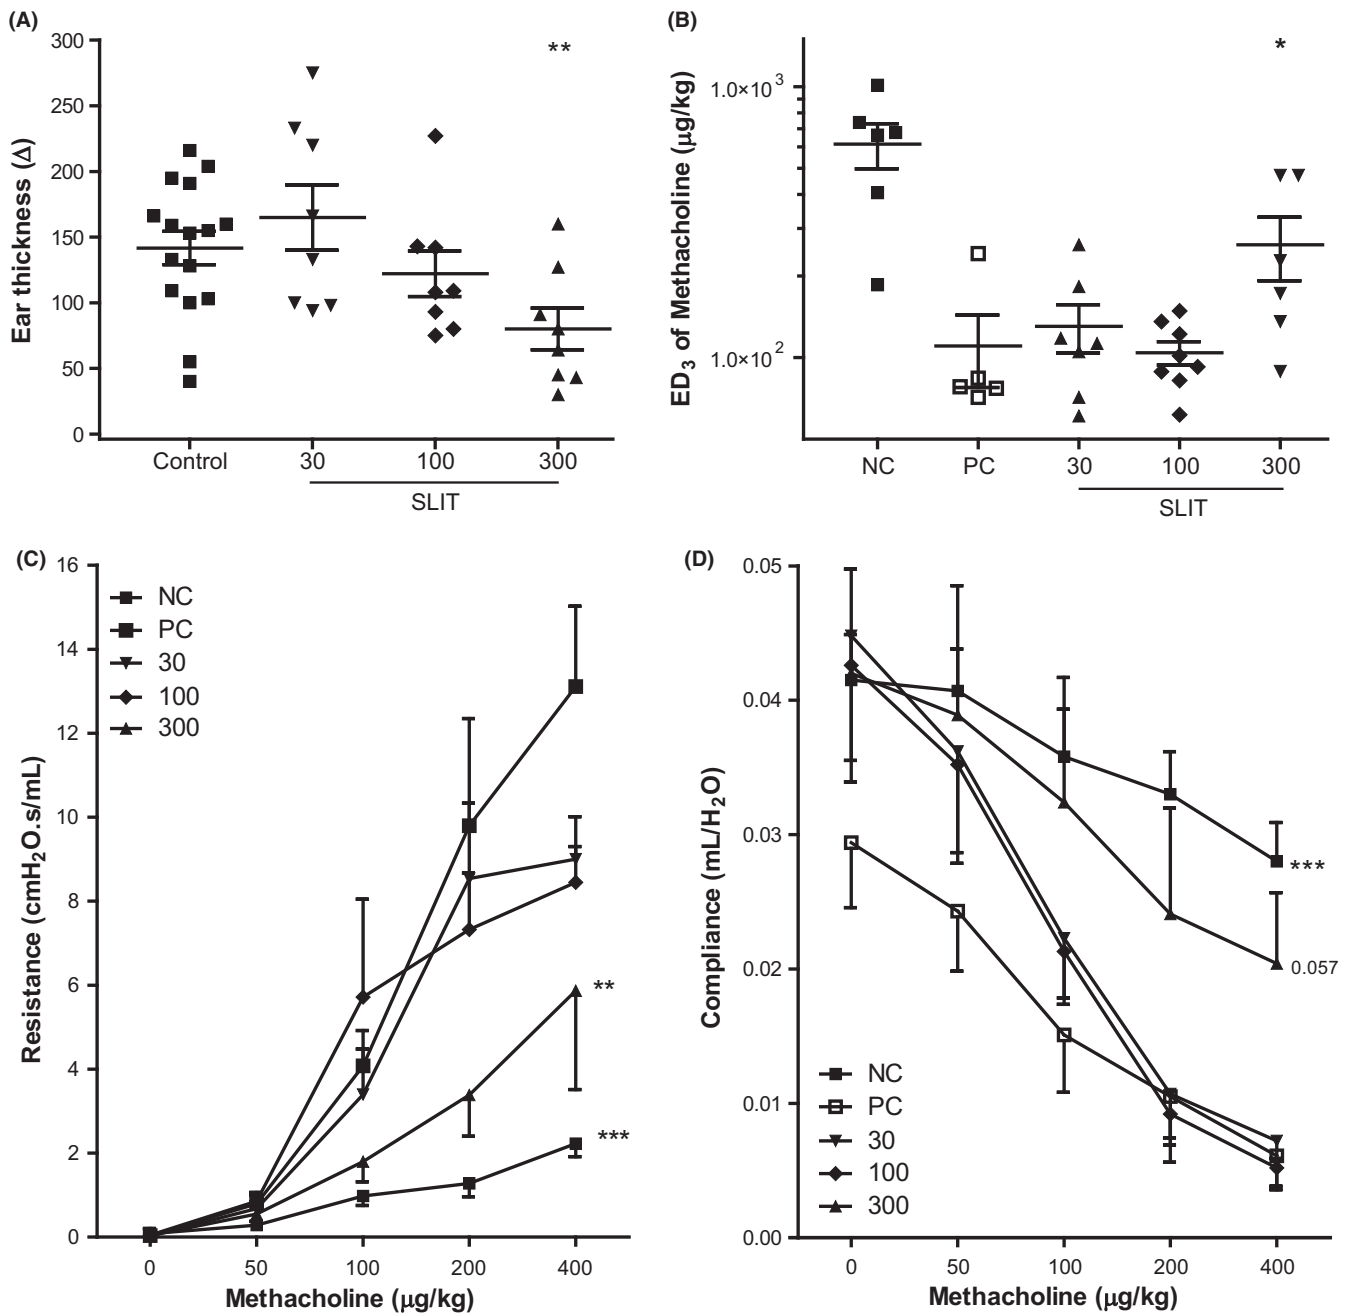 (A)
300
250
200
150
100
50
0
Ear thickness (Δ)
**
Control 30 100 300
SLIT
(B)
1.0×10³
1.0×10²
ED₃ of Methacholine (μg/kg)
*
NC PC 30 100 300
SLIT
(C)
16
14
12
10
8
6
4
2
0
Resistance (cmH₂O.s/mL)
NC
PC
30
100
300
**
***
0 50 100 200 400
Methacholine (μg/kg)
(D)
0.05
0.04
0.03
0.02
0.01
0.00
Compliance (mL/H₂O)
***
0.057
NC
PC
30
100
300
0 50 100 200 400
Methacholine (μg/kg)